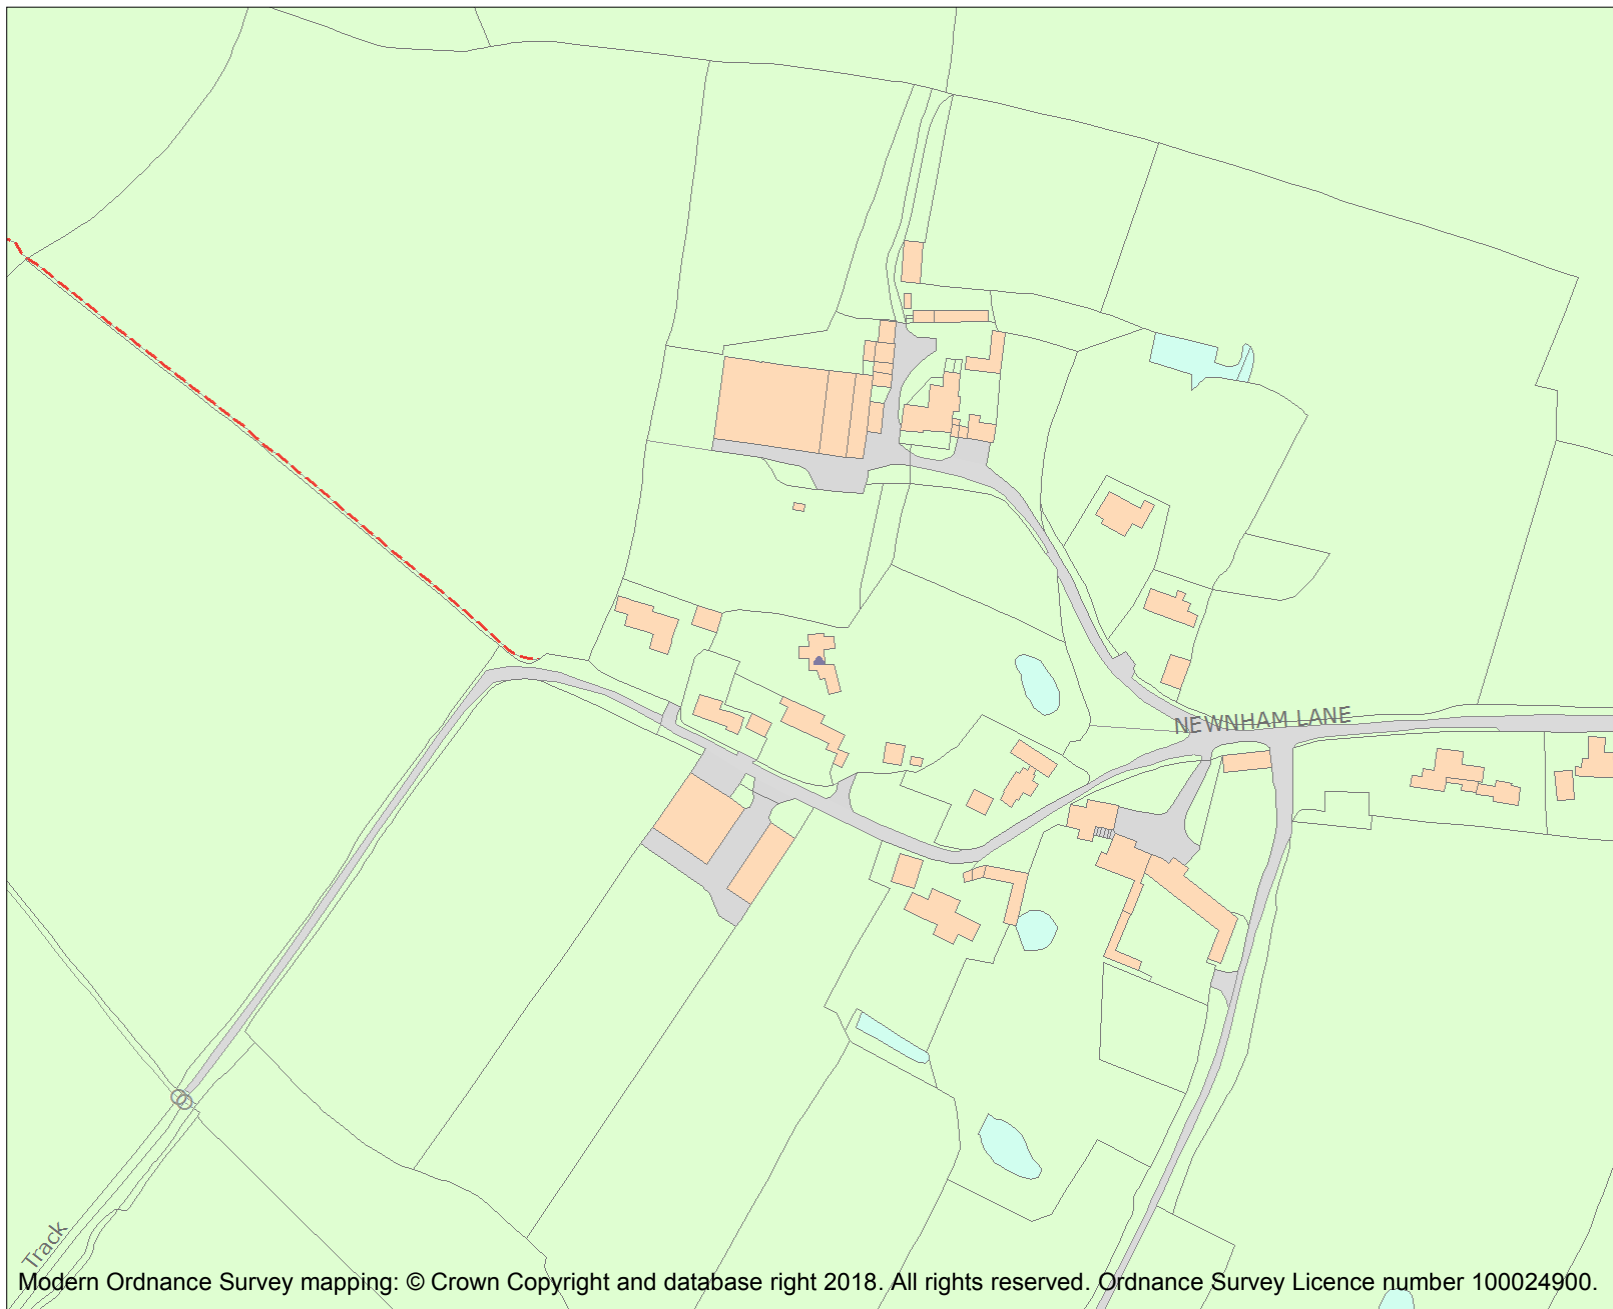 NEWNHAM LANE
Track
Modern Ordnance Survey mapping: © Crown Copyright and database right 2018. All rights reserved. Ordnance Survey Licence number 100024900.